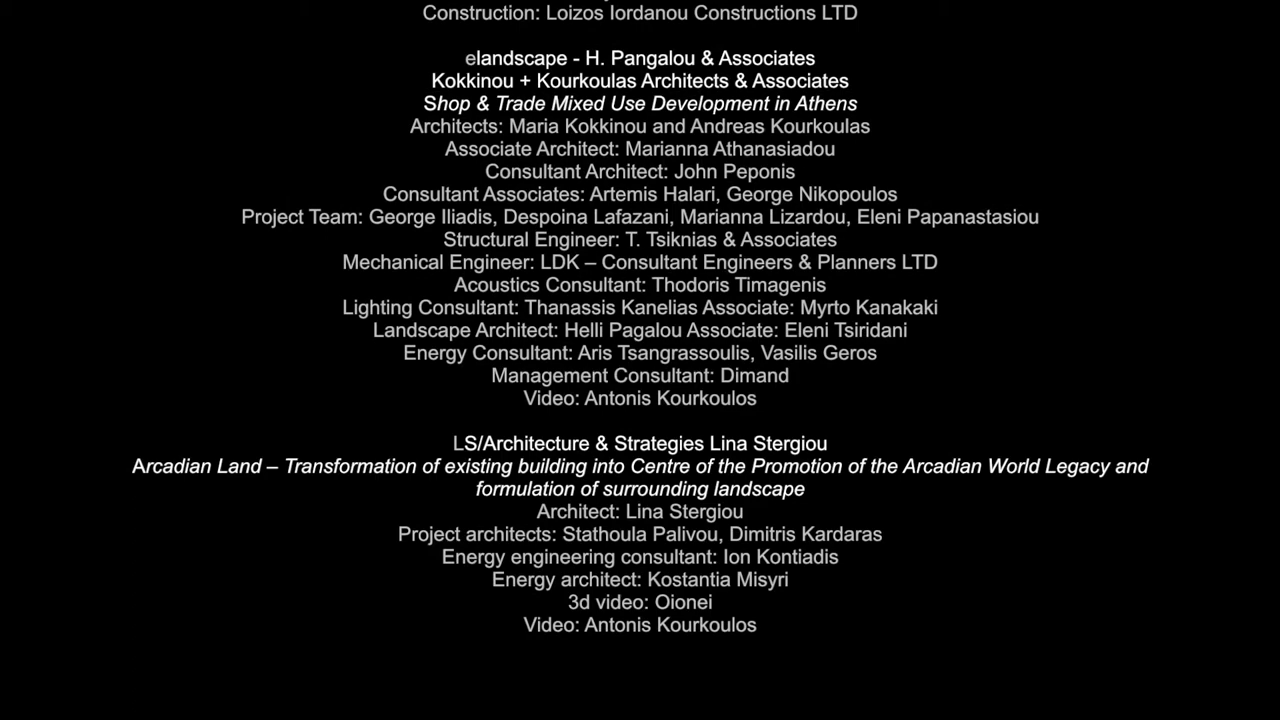 Construction: Loizos Iordanou Constructions LTD
elandscape - H. Pangalou & Associates
Kokkinou + Kourkoulas Architects & Associates
Shop & Trade Mixed Use Development in Athens
Architects: Maria Kokkinou and Andreas Kourkoulas
Associate Architect: Marianna Athanasiadou
Consultant Architect: John Peponis
Consultant Associates: Artemis Halari, George Nikopoulos
Project Team: George Iliadis, Despoina Lafazani, Marianna Lizardou, Eleni Papanastasiou
Structural Engineer: T. Tsiknias & Associates
Mechanical Engineer: LDK – Consultant Engineers & Planners LTD
Acoustics Consultant: Thodoris Timagenis
Lighting Consultant: Thanassis Kanelias Associate: Myrto Kanakaki
Landscape Architect: Helli Pagalou Associate: Eleni Tsiridani
Energy Consultant: Aris Tsangrassoulis, Vasilis Geros
Management Consultant: Dimand
Video: Antonis Kourkoulos
LS/Architecture & Strategies Lina Stergiou
Arcadian Land – Transformation of existing building into Centre of the Promotion of the Arcadian World Legacy and
formulation of surrounding landscape
Architect: Lina Stergiou
Project architects: Stathoula Palivou, Dimitris Kardaras
Energy engineering consultant: Ion Kontiadis
Energy architect: Kostantia Misyri
3d video: Oionei
Video: Antonis Kourkoulos